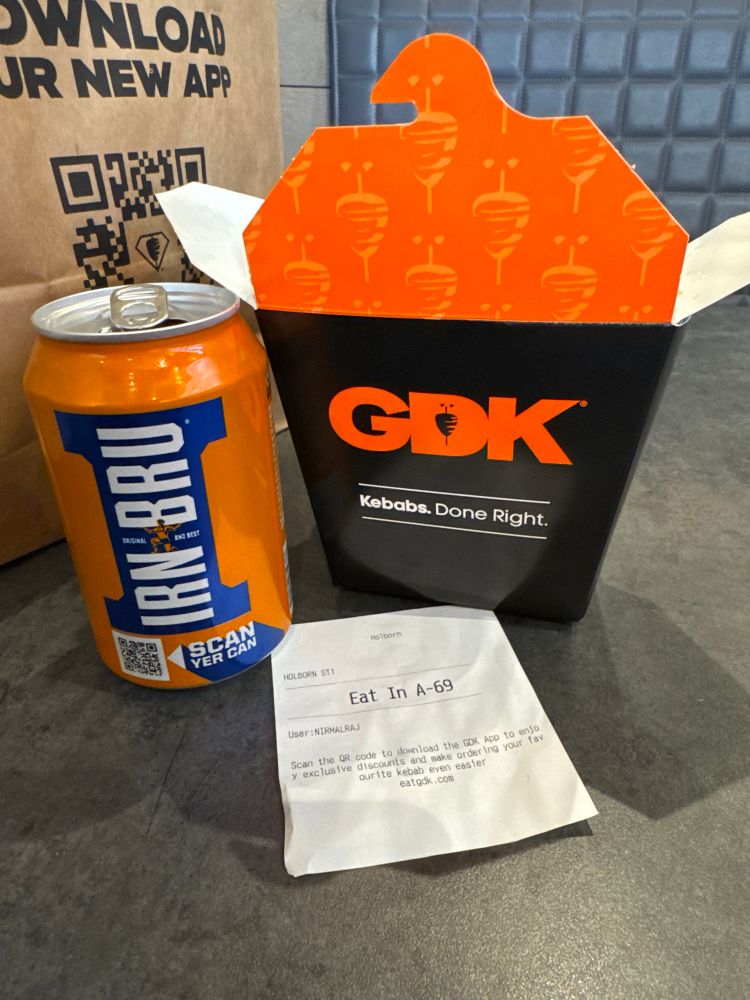 OWNLOAD
UR NEW APP
GDK
Kebabs. Done Right.
IRN-BRU
ORIGINAL AND BEST
SCAN
YER CAN
Holborn
HOLBORN ST1
Eat In A-69
User:NIRMALRAJ
Scan the QR code to download the GDK App to enjo
y exclusive discounts and make ordering your fav
ourite kebab even easier
eatgdk.com